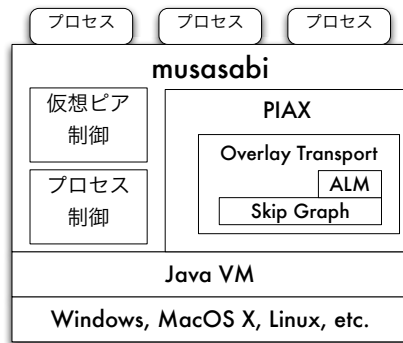 プロセス
プロセス
プロセス
musasabi
仮想ピア
制御
プロセス
制御
PIAX
Overlay Transport
ALM
Skip Graph
Java VM
Windows, MacOS X, Linux, etc.